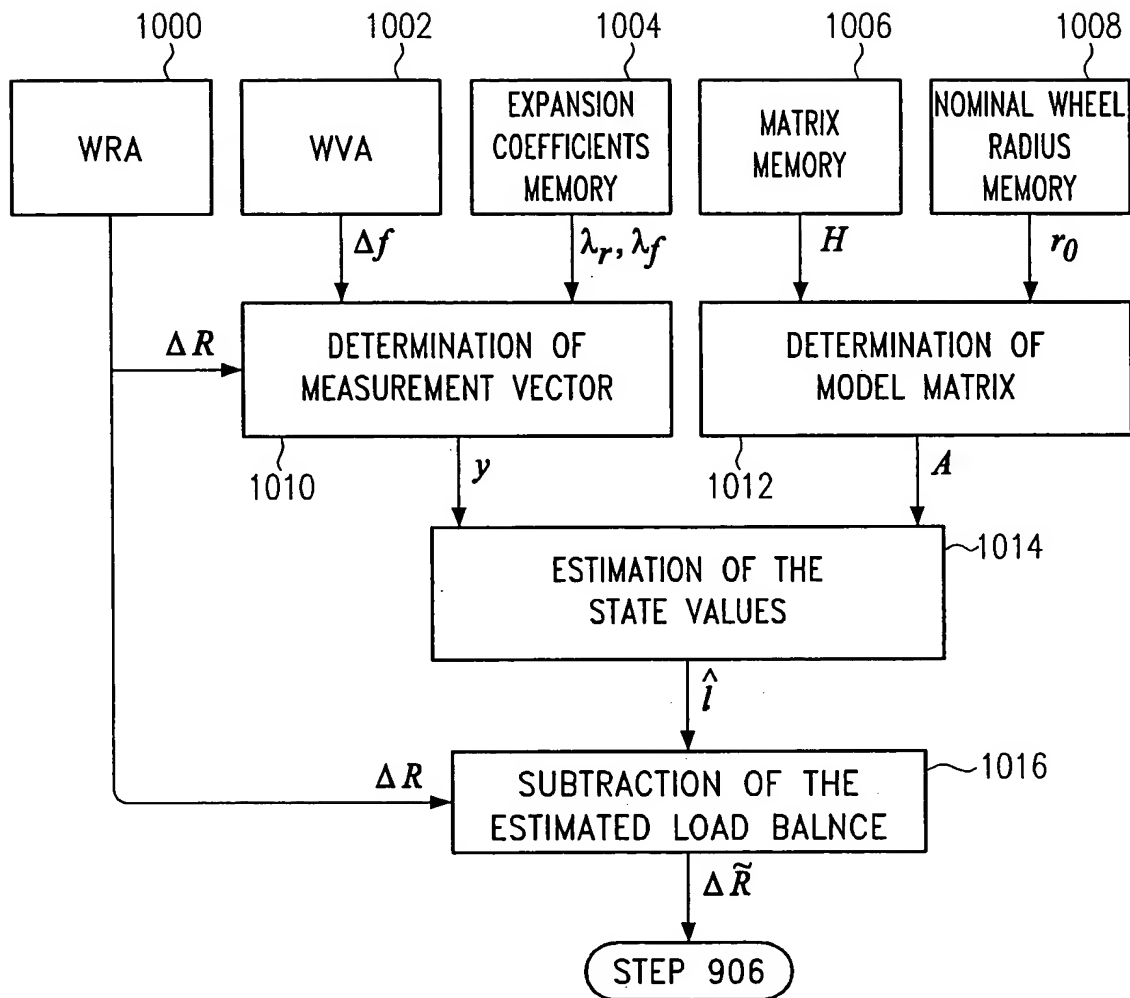 1000
1002
1004
1006
1008
WRA
WVA
EXPANSION
COEFFICIENTS
MEMORY
MATRIX
MEMORY
NOMINAL WHEEL
RADIUS
MEMORY
Δf
λr, λf
H
r0
ΔR
DETERMINATION OF
MEASUREMENT VECTOR
DETERMINATION OF
MODEL MATRIX
1010
y
1012
A
ESTIMATION OF THE
STATE VALUES
1014
l̂
ΔR
SUBTRACTION OF THE
ESTIMATED LOAD BALNCE
1016
ΔR̃
STEP 906